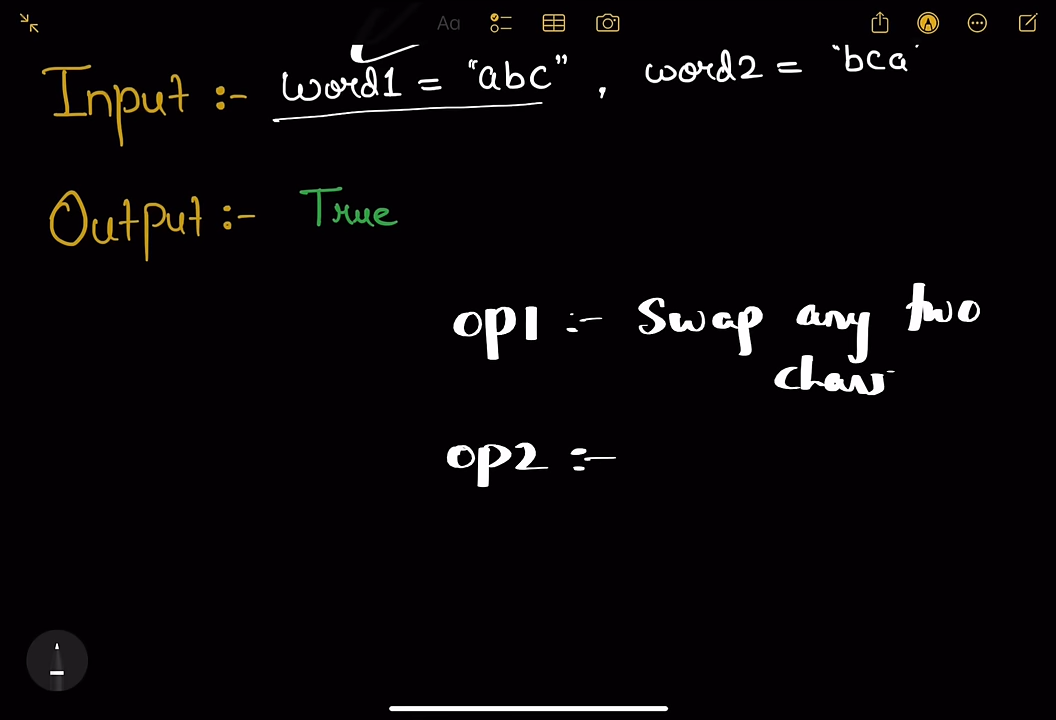 Aa
Input :- word1 = "abc" , word2 = "bca"
Output :- True
op1 :- Swap any two
chars
op2 :-